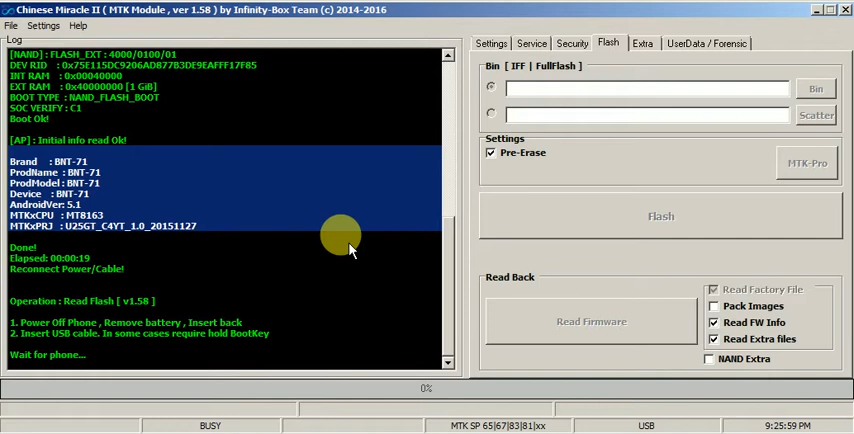 Chinese Miracle II ( MTK Module , ver 1.58 ) by Infinity-Box Team (c) 2014-2016
File Settings Help
Log
[NAND] : FLASH_EXT : 4000/0100/01
DEV RID : 0x75E115DC9206AD877B3DE9EAFFF17F85
INT RAM : 0x00040000
EXT RAM : 0x40000000 [1 GiB]
BOOT TYPE : NAND_FLASH_BOOT
SOC VERIFY : C1
Boot Ok!
[AP] : Initial info read Ok!
Brand : BNT-71
ProdName : BNT-71
ProdModel : BNT-71
Device : BNT-71
AndroidVer: 5.1
MTKxCPU : MT8163
MTKxPRJ : U25GT_C4YT_1.0_20151127
Done!
Elapsed: 00:00:19
Reconnect Power/Cable!
Operation : Read Flash [ v1.58 ]
1. Power Off Phone , Remove battery , Insert back
2. Insert USB cable. In some cases require hold BootKey
Wait for phone...
Settings Service Security Flash Extra UserData / Forensic
Bin [ IFF | FullFlash ]
Bin
Scatter
Settings
Pre-Erase
MTK-Pro
Flash
Read Back
Read Firmware
Read Factory File
Pack Images
Read FW Info
Read Extra files
NAND Extra
0%
BUSY
MTK SP 65|67|83|81|xx
USB
9:25:59 PM